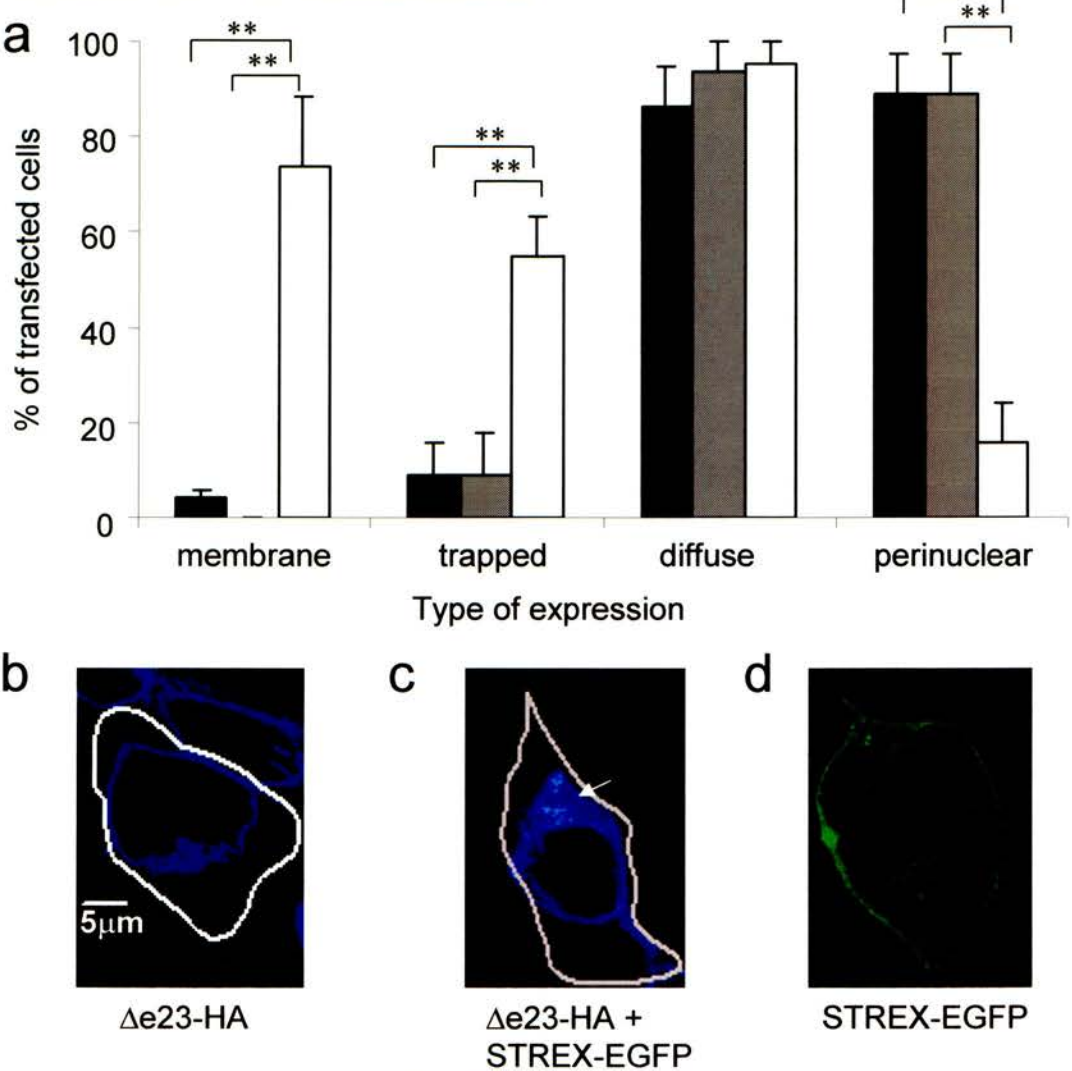 a
**
**
**
**
**
100
80
60
40
20
0
% of transfected cells
membrane trapped diffuse perinuclear
Type of expression
b c d
5μm
Δe23-HA
Δe23-HA +
STREX-EGFP
STREX-EGFP